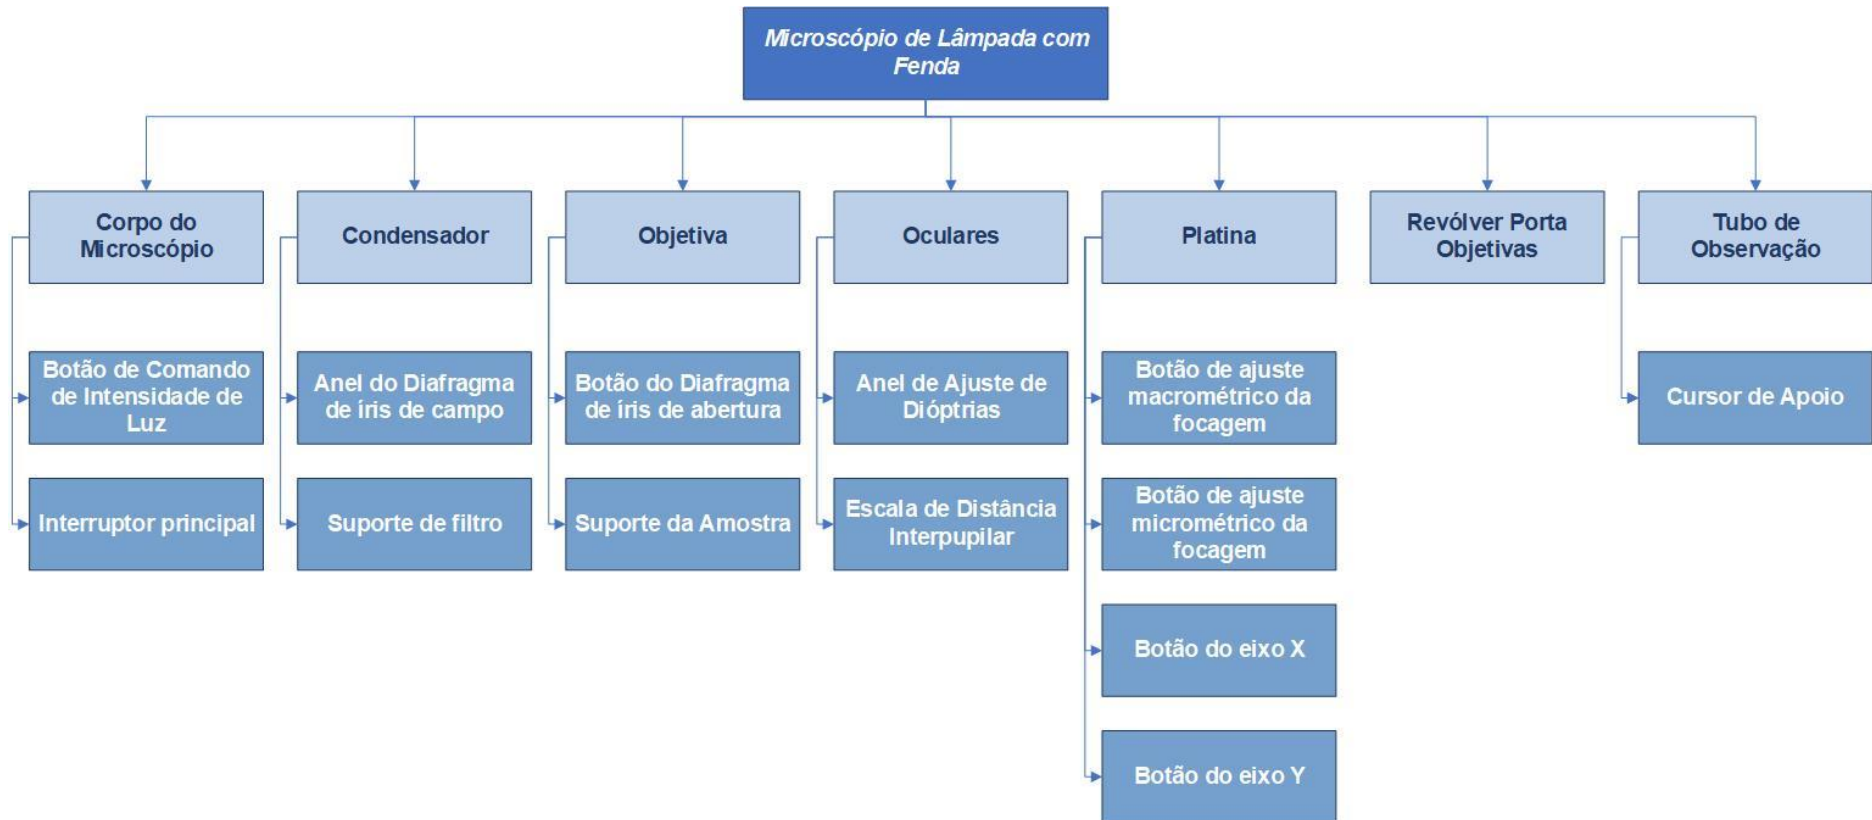 Microscópio de Lâmpada com
Fenda
Corpo do
Microscópio
Condensador
Objetiva
Oculares
Platina
Revólver Porta
Objetivas
Tubo de
Observação
Botão de Comando
de Intensidade de
Luz
Anel do Diafragma
de íris de campo
Botão do Diafragma
de íris de abertura
Anel de Ajuste de
Dióptrias
Botão de ajuste
macrométrico da
focagem
Cursor de Apoio
Interruptor principal
Suporte de filtro
Suporte da Amostra
Escala de Distância
Interpupilar
Botão de ajuste
micrométrico da
focagem
Botão do eixo X
Botão do eixo Y